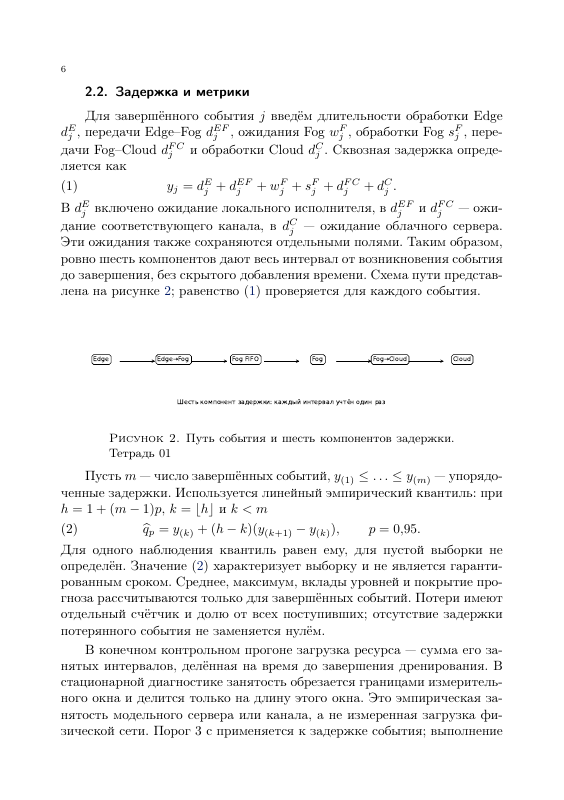 6
2.2. Задержка и метрики
Для завершённого события j введём длительности обработки Edge
d_j^E, передачи Edge–Fog d_j^{EF}, ожидания Fog w_j^F, обработки Fog s_j^F, пере-
дачи Fog–Cloud d_j^{FC} и обработки Cloud d_j^C. Сквозная задержка опреде-
ляется как
(1) y_j = d_j^E + d_j^{EF} + w_j^F + s_j^F + d_j^{FC} + d_j^C.
В d_j^E включено ожидание локального исполнителя, в d_j^{EF} и d_j^{FC} — ожи-
дание соответствующего канала, в d_j^C — ожидание облачного сервера.
Эти ожидания также сохраняются отдельными полями. Таким образом,
ровно шесть компонентов дают весь интервал от возникновения события
до завершения, без скрытого добавления времени. Схема пути представ-
лена на рисунке 2; равенство (1) проверяется для каждого события.
Edge Edge→Fog Fog FIFO Fog Fog→Cloud Cloud
Шесть компонент задержки: каждый интервал учтён один раз
Рисунок 2. Путь события и шесть компонентов задержки.
Тетрадь 01
Пусть m — число завершённых событий, y_{(1)} ≤ … ≤ y_{(m)} — упорядо-
ченные задержки. Используется линейный эмпирический квантиль: при
h = 1 + (m − 1)p, k = ⌊h⌋ и k < m
(2) q̂_p = y_{(k)} + (h − k)(y_{(k+1)} − y_{(k)}), p = 0,95.
Для одного наблюдения квантиль равен ему, для пустой выборки не
определён. Значение (2) характеризует выборку и не является гаранти-
рованным сроком. Среднее, максимум, вклады уровней и покрытие про-
гноза рассчитываются только для завершённых событий. Потери имеют
отдельный счётчик и долю от всех поступивших; отсутствие задержки
потерянного события не заменяется нулём.
В конечном контрольном прогоне загрузка ресурса — сумма его за-
нятых интервалов, делённая на время до завершения дренирования. В
стационарной диагностике занятость обрезается границами измеритель-
ного окна и делится только на длину этого окна. Это эмпирическая за-
нятость модельного сервера или канала, а не измеренная загрузка фи-
зической сети. Порог 3 с применяется к задержке события; выполнение